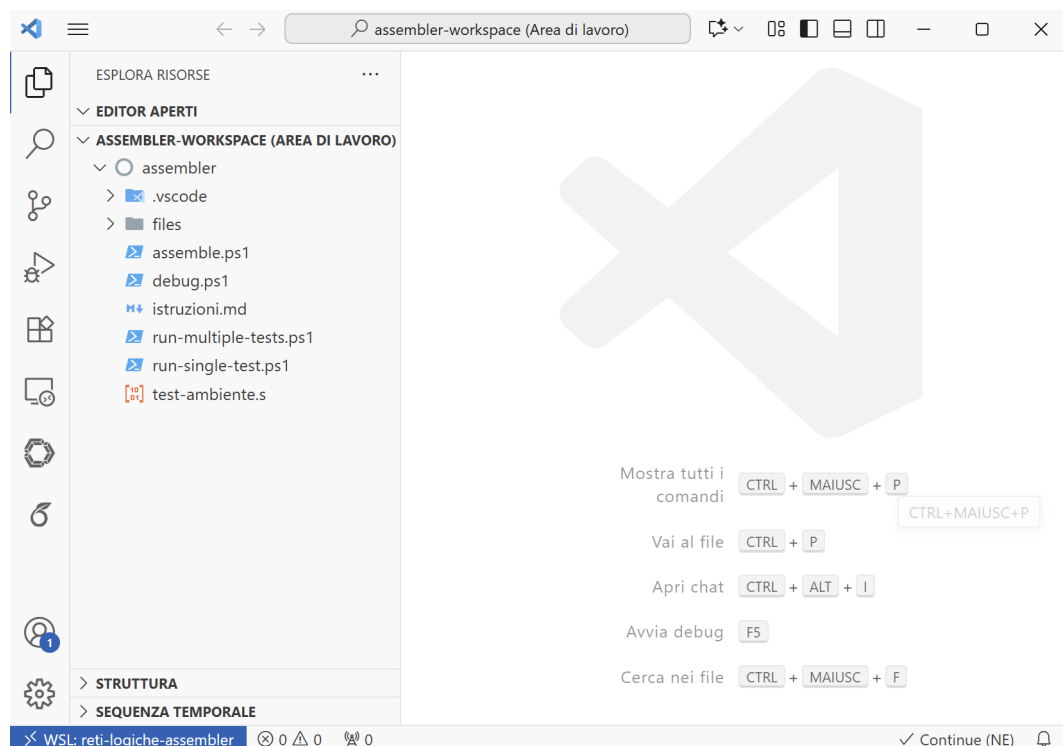 assembler-workspace (Area di lavoro)
ESPLORA RISORSE
EDITOR APERTI
ASSEMBLER-WORKSPACE (AREA DI LAVORO)
assembler
.vscode
files
assemble.ps1
debug.ps1
istruzioni.md
run-multiple-tests.ps1
run-single-test.ps1
test-ambiente.s
Mostra tutti i
comandi
CTRL + MAIUSC + P
CTRL+MAIUSC+P
Vai al file CTRL + P
Apri chat CTRL + ALT + I
Avvia debug F5
Cerca nei file CTRL + MAIUSC + F
1
STRUTTURA
SEQUENZA TEMPORALE
WSL: reti-logiche-assembler 0 0 0 Continue (NE)